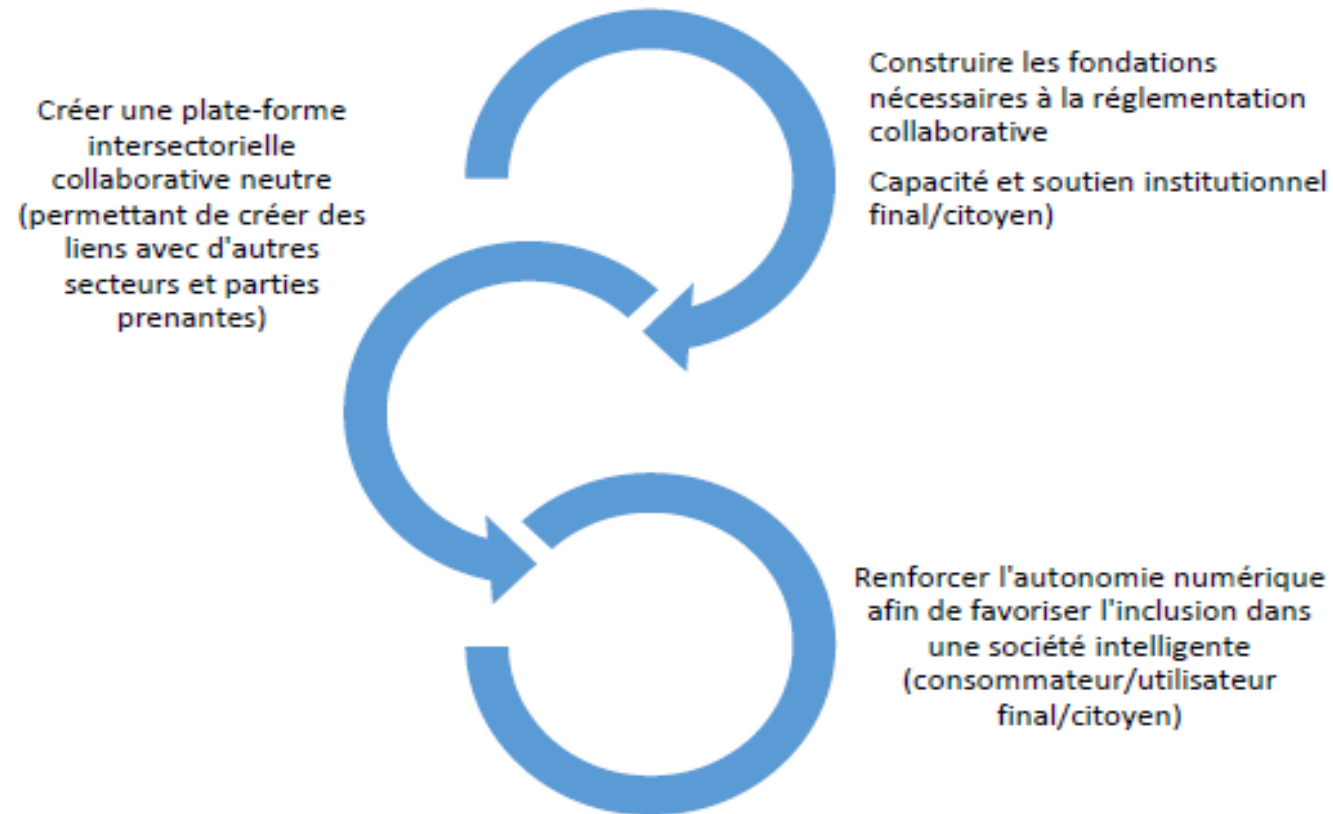 Construire les fondations
nécessaires à la réglementation
collaborative
Capacité et soutien institutionnel
final/citoyen)
Créer une plate-forme
intersectorielle
collaborative neutre
(permettant de créer des
liens avec d'autres
secteurs et parties
prenantes)
Renforcer l'autonomie numérique
afin de favoriser l'inclusion dans
une société intelligente
(consommateur/utilisateur
final/citoyen)